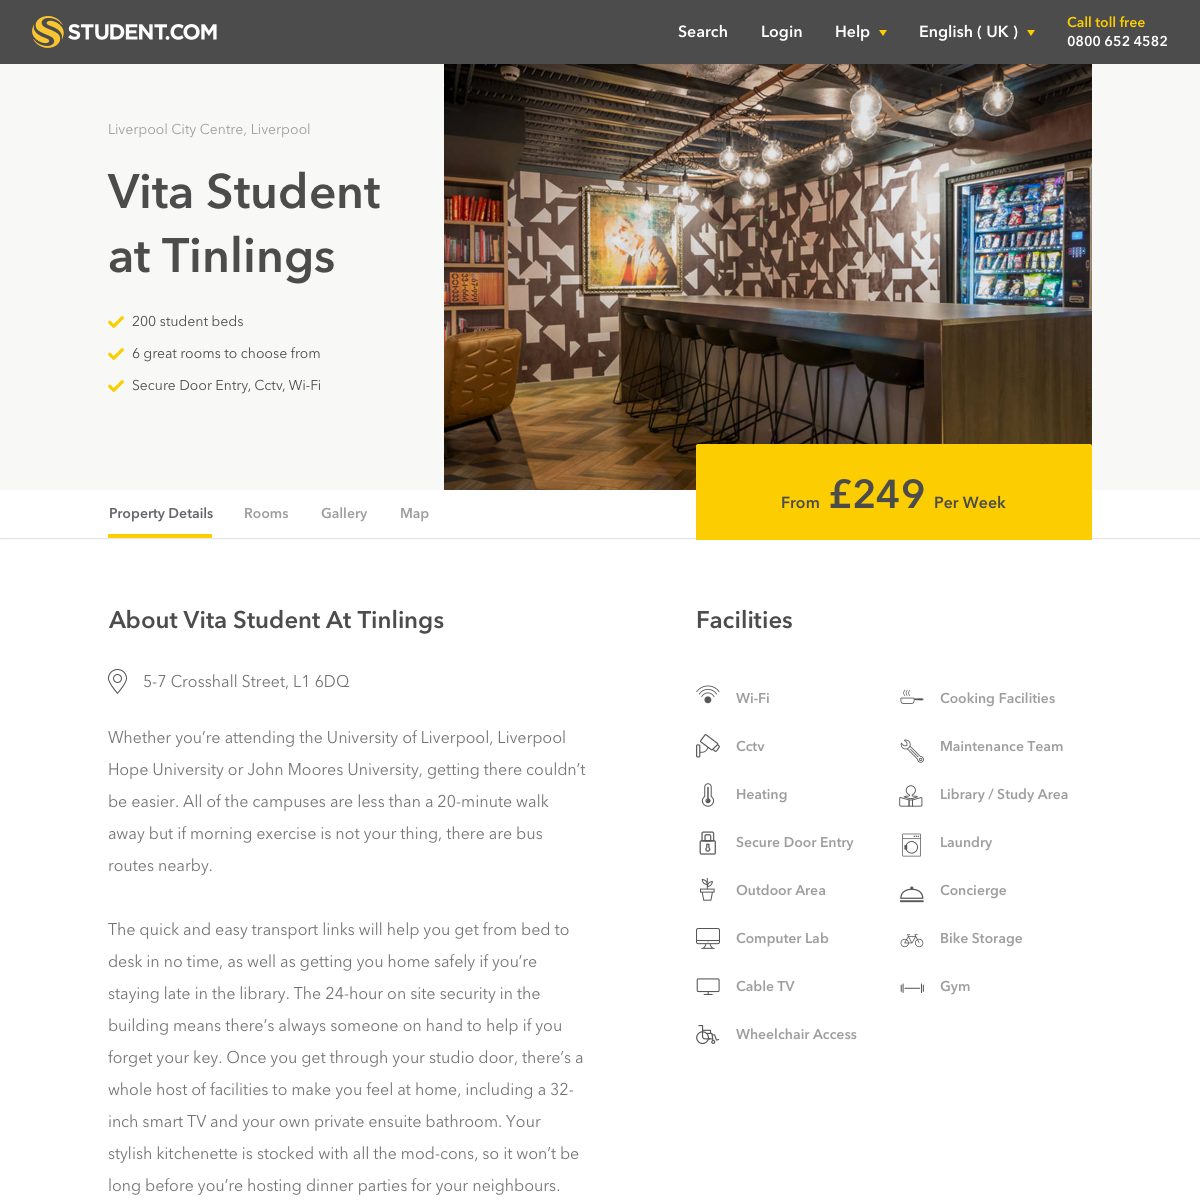 STUDENT.COM
Search
Login
Help
English ( UK )
Call toll free
0800 652 4582
Liverpool City Centre, Liverpool
Vita Student
at Tinlings
200 student beds
6 great rooms to choose from
Secure Door Entry, Cctv, Wi-Fi
From £249 Per Week
Property Details
Rooms
Gallery
Map
About Vita Student At Tinlings
5-7 Crosshall Street, L1 6DQ
Whether you’re attending the University of Liverpool, Liverpool
Hope University or John Moores University, getting there couldn’t
be easier. All of the campuses are less than a 20-minute walk
away but if morning exercise is not your thing, there are bus
routes nearby.
The quick and easy transport links will help you get from bed to
desk in no time, as well as getting you home safely if you’re
staying late in the library. The 24-hour on site security in the
building means there’s always someone on hand to help if you
forget your key. Once you get through your studio door, there’s a
whole host of facilities to make you feel at home, including a 32-
inch smart TV and your own private ensuite bathroom. Your
stylish kitchenette is stocked with all the mod-cons, so it won’t be
long before you’re hosting dinner parties for your neighbours.
Facilities
Wi-Fi
Cctv
Heating
Secure Door Entry
Outdoor Area
Computer Lab
Cable TV
Wheelchair Access
Cooking Facilities
Maintenance Team
Library / Study Area
Laundry
Concierge
Bike Storage
Gym